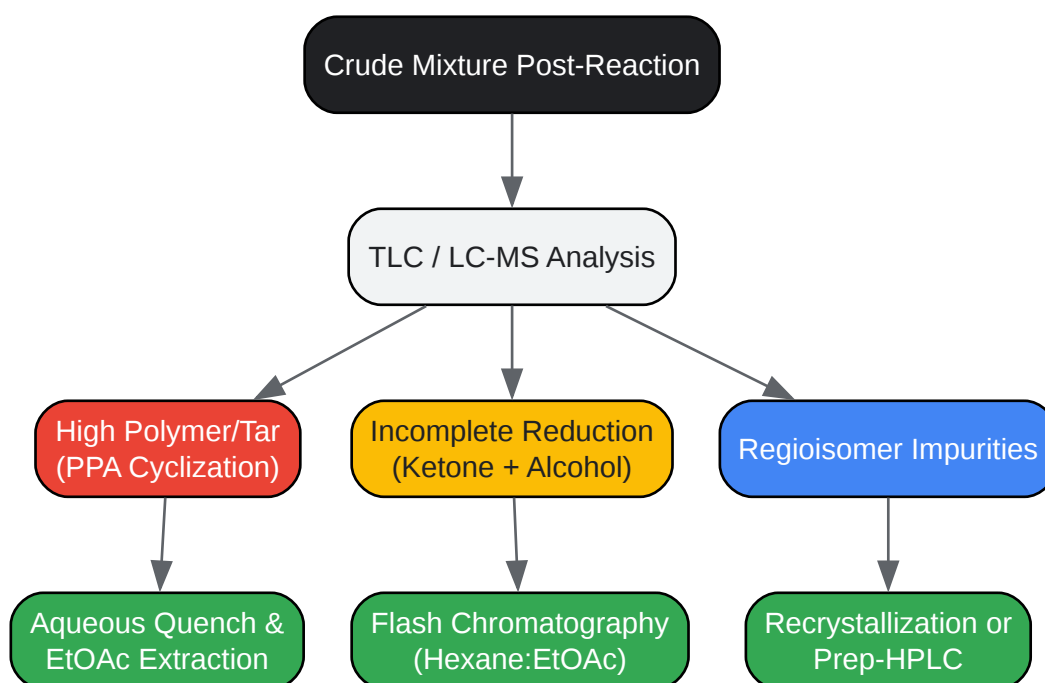 Crude Mixture Post-Reaction
TLC / LC-MS Analysis
High Polymer/Tar
(PPA Cyclization)
Incomplete Reduction
(Ketone + Alcohol)
Regioisomer Impurities
Aqueous Quench &
EtOAc Extraction
Flash Chromatography
(Hexane:EtOAc)
Recrystallization or
Prep-HPLC